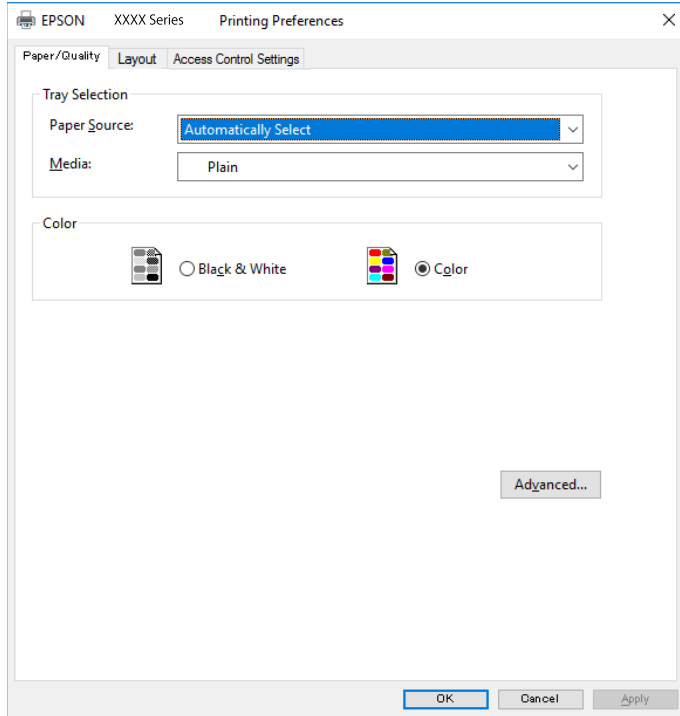 EPSON XXXX Series Printing Preferences
Paper/Quality Layout Access Control Settings
Tray Selection
Paper Source: Automatically Select
Media: Plain
Color
Black & White Color
Advanced...
OK Cancel Apply